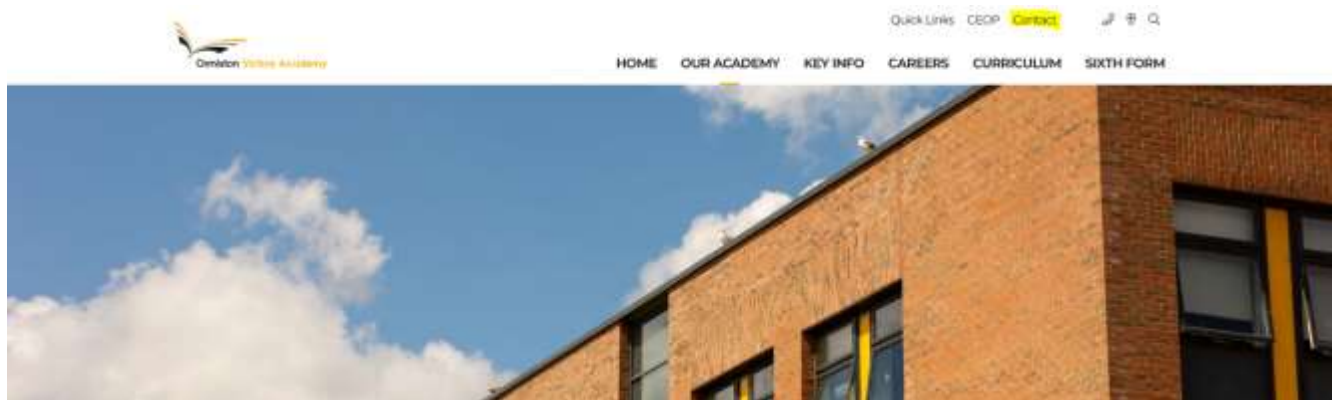 Quick Links CEOP Contact
Ormiston Victory Academy
HOME OUR ACADEMY KEY INFO CAREERS CURRICULUM SIXTH FORM